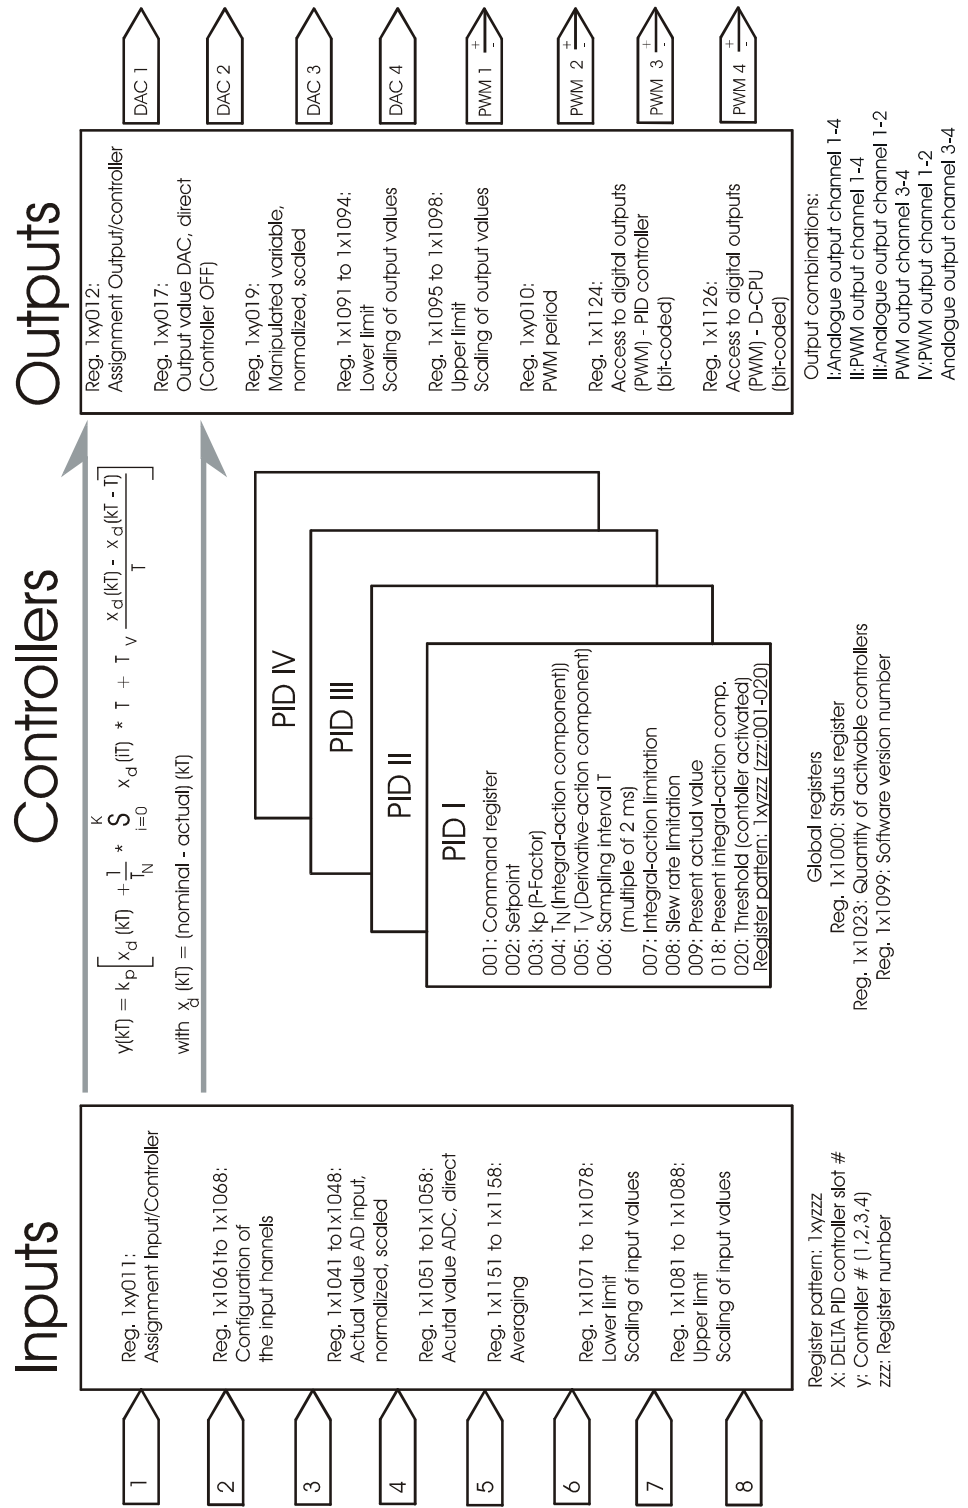 Inputs
1
2
3
4
5
6
7
8
Reg. 1xy011:
Assignment Input/Controller
Reg. 1x1061to 1x1068:
Configuration of
the input hannels
Reg. 1x1041 to1x1048:
Actual value AD input,
normalized, scaled
Reg. 1x1051 to1x1058:
Acutal value ADC, direct
Reg. 1x1151 to 1x1158:
Averaging
Reg. 1x1071 to 1x1078:
Lower limit
Scaling of input values
Reg. 1x1081 to 1x1088:
Upper limit
Scaling of input values
Register pattern: 1xyzzz
X: DELTA PID controller slot #
y: Controller # (1,2,3,4)
zzz: Register number
Controllers
y(kT) = k p [ x d (kT) + 1/T N * S K i=0 x d (iT) * T + T V x d (kT) - x d (kT - T) / T ]
with x d (kT) = (nominal - actual) (kT)
PID IV
PID III
PID II
PID I
001: Command register
002: Setpoint
003: kp (P-Factor)
004: TN (Integral-action component))
005: TV (Derivative-action component)
006: Sampling interval T
(multiple of 2 ms)
007: Integral-action limitation
008: Slew rate limitation
009: Present actual value
018: Present integral-action comp.
020: Threshold (contoller activated)
Register pattern: 1xyzzz (zzz:001-020)
Global registers
Reg. 1x1000: Status register
Reg. 1x1023: Quantity of activable controllers
Reg. 1x1099: Software version number
Outputs
Reg. 1xy012:
Assignment Output/controller
Reg. 1xy017:
Output value DAC, direct
(Controller OFF)
Reg. 1xy019:
Manipulated variable,
normalized, scaled
Reg. 1x1091 to 1x1094:
Lower limit
Scaling of output values
Reg. 1x1095 to 1x1098:
Upper limit
Scaling of output values
Reg. 1xy010:
PWM period
Reg. 1x1124:
Access to digital outputs
(PWM) - PID controller
(bit-coded)
Reg. 1x1126:
Access to digital outputs
(PWM) - D-CPU
(bit-coded)
DAC 1
DAC 2
DAC 3
DAC 4
PWM 1 + -
PWM 2 + -
PWM 3 + -
PWM 4 + -
Output combinations:
I:Analogue output channel 1-4
II:PWM output channel 1-4
III:Analogue output channel 1-2
PWM output channel 3-4
IV:PWM output channel 1-2
Analogue output channel 3-4